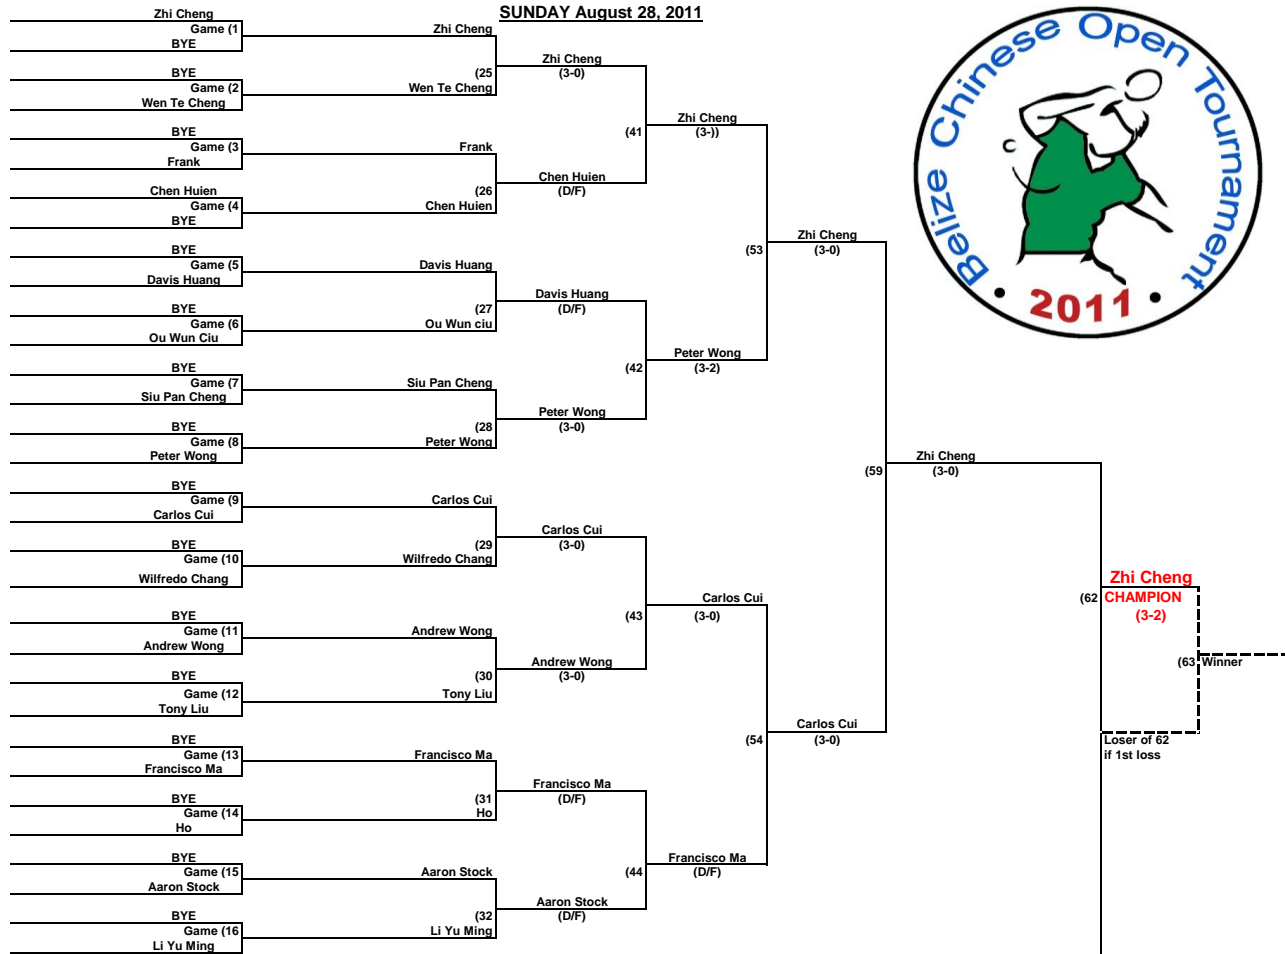 SUNDAY August 28, 2011
Belize Chinese Open Tournament
• 2011 •
Zhi Cheng
Game (1
BYE
BYE
Game (2
Wen Te Cheng
BYE
Game (3
Frank
Chen Huien
Game (4
BYE
BYE
Game (5
Davis Huang
BYE
Game (6
Ou Wun Ciu
BYE
Game (7
Siu Pan Cheng
BYE
Game (8
Peter Wong
BYE
Game (9
Carlos Cui
BYE
Game (10
Wilfredo Chang
BYE
Game (11
Andrew Wong
BYE
Game (12
Tony Liu
BYE
Game (13
Francisco Ma
BYE
Game (14
Ho
BYE
Game (15
Aaron Stock
BYE
Game (16
Li Yu Ming
Zhi Cheng
(25
Wen Te Cheng
Frank
(26
Chen Huien
Davis Huang
(27
Ou Wun ciu
Siu Pan Cheng
(28
Peter Wong
Carlos Cui
(29
Wilfredo Chang
Andrew Wong
(30
Tony Liu
Francisco Ma
(31
Ho
Aaron Stock
(32
Li Yu Ming
Zhi Cheng
(3-0)
(41
Chen Huien
(D/F)
Davis Huang
(D/F)
(42
Peter Wong
(3-0)
Carlos Cui
(3-0)
(43
Andrew Wong
(3-0)
Francisco Ma
(D/F)
(44
Aaron Stock
(D/F)
Zhi Cheng
(3-))
(53
Peter Wong
(3-2)
Carlos Cui
(3-0)
(54
Francisco Ma
(D/F)
Zhi Cheng
(3-0)
(59
Carlos Cui
(3-0)
Zhi Cheng
(3-0)
(62
Zhi Cheng
CHAMPION
(3-2)
(63
Winner
Loser of 62
if 1st loss